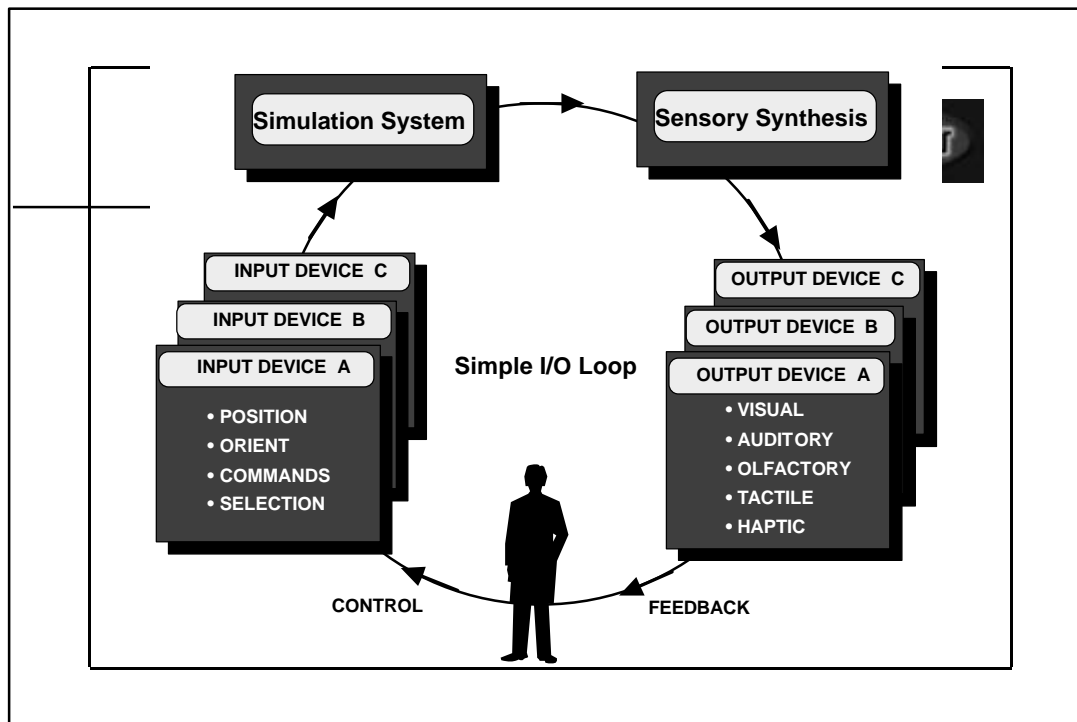 Simulation System
Sensory Synthesis
INPUT DEVICE C
INPUT DEVICE B
INPUT DEVICE A
• POSITION
• ORIENT
• COMMANDS
• SELECTION
Simple I/O Loop
OUTPUT DEVICE C
OUTPUT DEVICE B
OUTPUT DEVICE A
• VISUAL
• AUDITORY
• OLFACTORY
• TACTILE
• HAPTIC
CONTROL
FEEDBACK